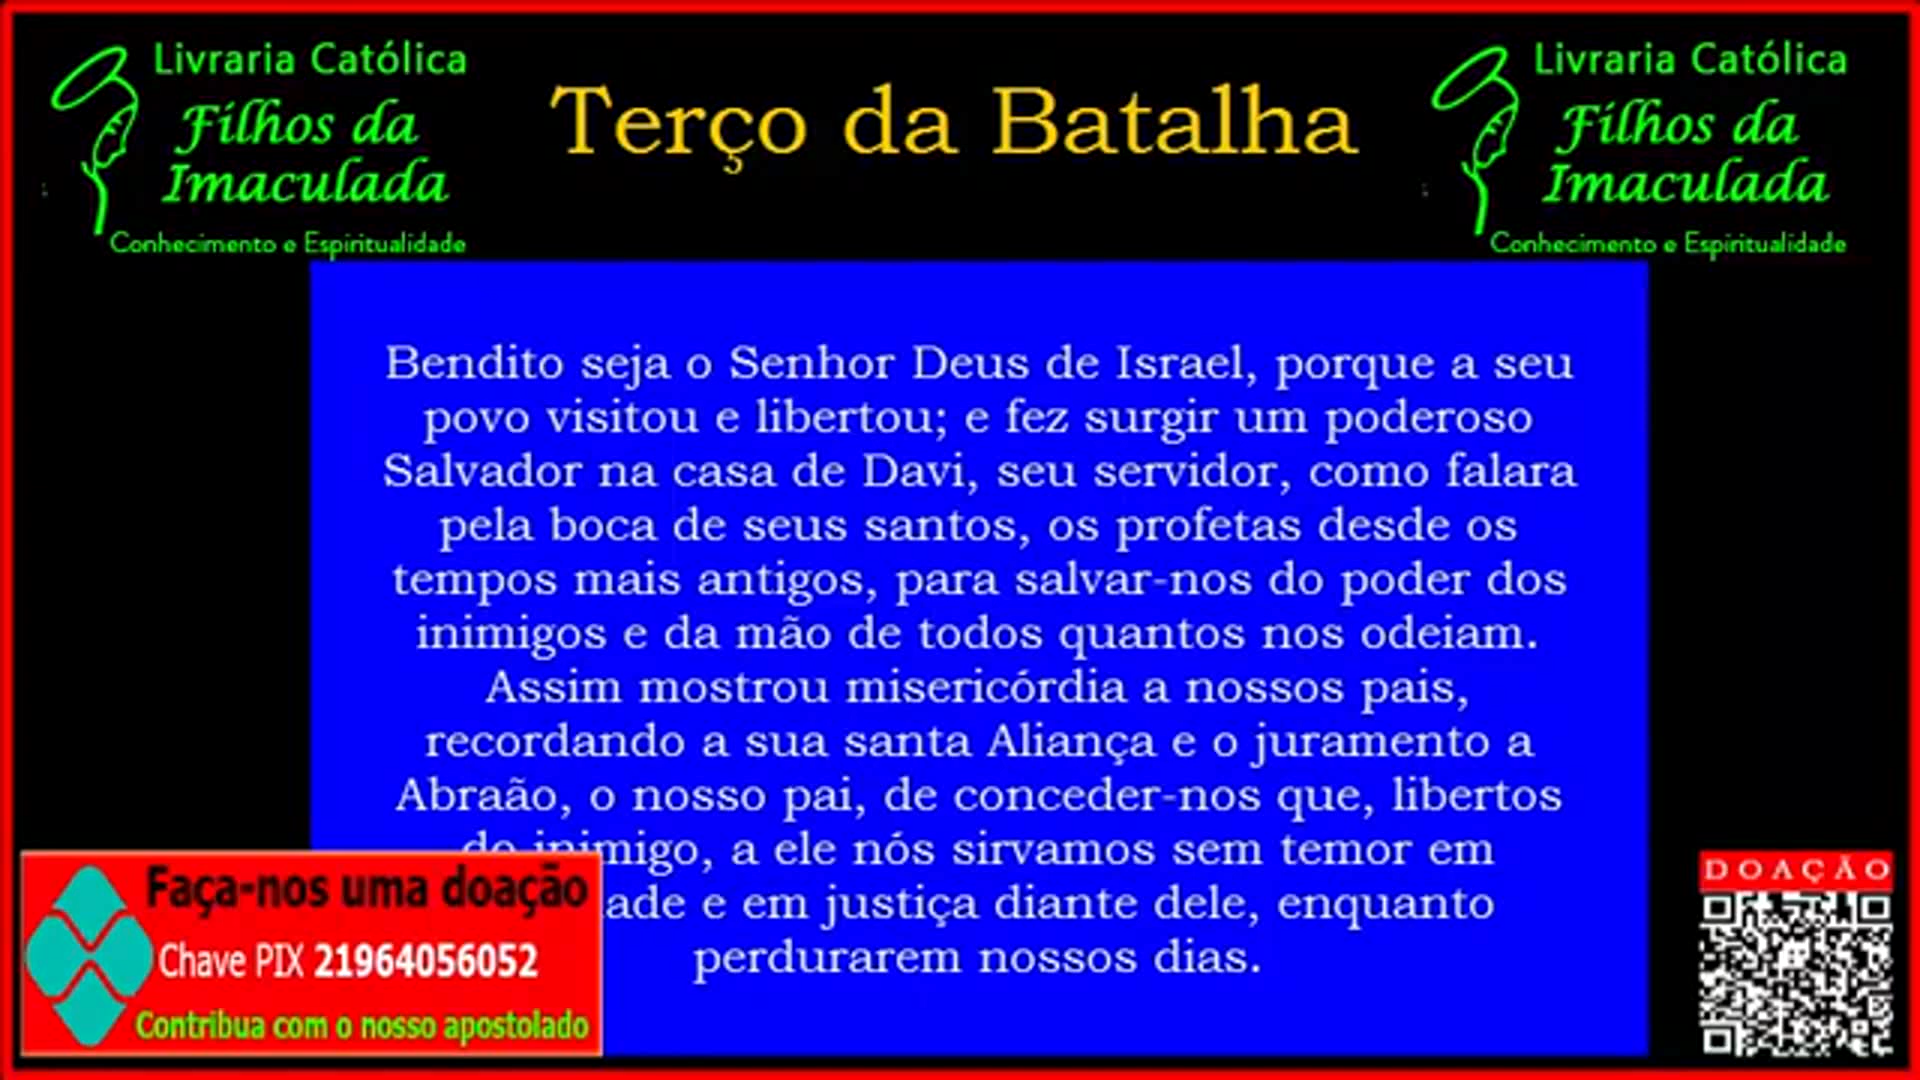 Livraria Católica
Filhos da
Imaculada
Conhecimento e Espiritualidade
Terço da Batalha
Livraria Católica
Filhos da
Imaculada
Conhecimento e Espiritualidade
Bendito seja o Senhor Deus de Israel, porque a seu
povo visitou e libertou; e fez surgir um poderoso
Salvador na casa de Davi, seu servidor, como falara
pela boca de seus santos, os profetas desde os
tempos mais antigos, para salvar-nos do poder dos
inimigos e da mão de todos quantos nos odeiam.
Assim mostrou misericórdia a nossos pais,
recordando a sua santa Aliança e o juramento a
Abraão, o nosso pai, de conceder-nos que, libertos
do inimigo, a ele nós sirvamos sem temor em
e em justiça diante dele, enquanto
perdurarem nossos dias.
Faça-nos uma doação
Chave PIX 21964056052
Contribua com o nosso apostolado
DOAÇÃO